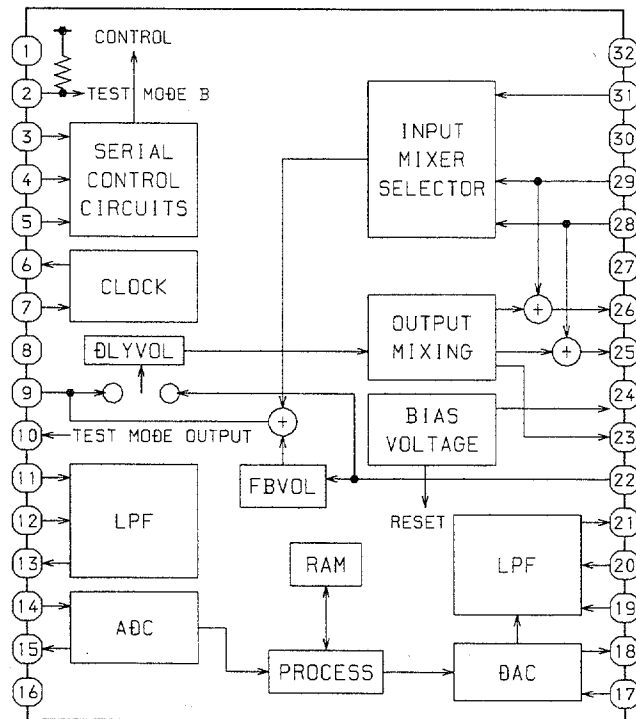 CONTROL
1
32
2
TEST MODE B
31
3
SERIAL
CONTROL
CIRCUITS
INPUT
MIXER
SELECTOR
30
4
29
5
28
6
CLOCK
27
7
OUTPUT
MIXING
+
26
8
DLYVOL
+
25
9
+
BIAS
VOLTAGE
24
10
TEST MODE OUTPUT
23
11
FBVOL
22
LPF
RESET
21
12
LPF
20
13
RAM
19
14
ADC
18
15
PROCESS
DAC
17
16